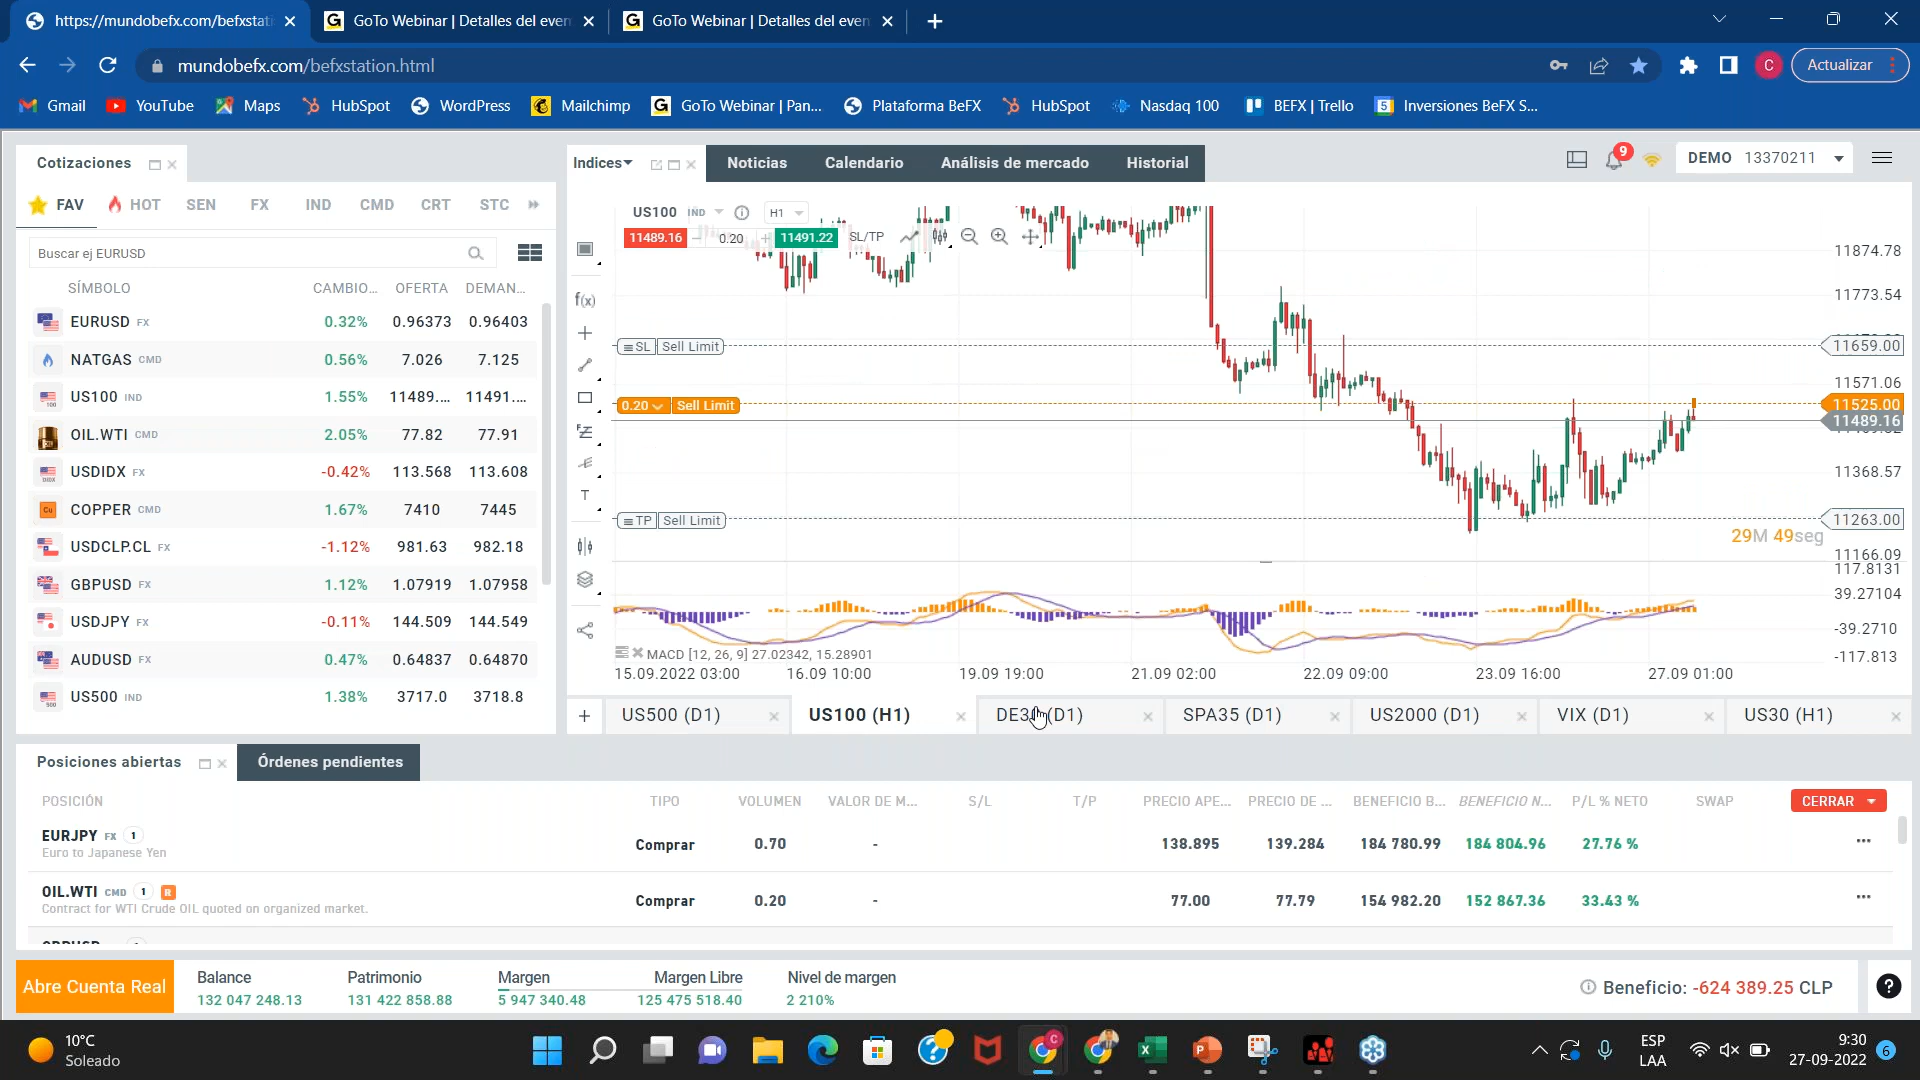 https://mundobefx.com/befxstati
GoTo Webinar | Detalles del even
GoTo Webinar | Detalles del even
mundobefx.com/befxstation.html
C
Actualizar
Gmail
YouTube
Maps
HubSpot
WordPress
Mailchimp
GoTo Webinar | Pan...
Plataforma BeFX
HubSpot
Nasdaq 100
BEFX | Trello
Inversiones BeFX S...
Cotizaciones
Indices
Noticias
Calendario
Análisis de mercado
Historial
9
DEMO 13370211
FAV
HOT
SEN
FX
IND
CMD
CRT
STC
Buscar ej EURUSD
SÍMBOLO CAMBIO... OFERTA DEMAN...
EURUSD FX 0.32% 0.96373 0.96403
NATGAS CMD 0.56% 7.026 7.125
US100 IND 1.55% 11489.... 11491....
OIL.WTI CMD 2.05% 77.82 77.91
USDIDX FX -0.42% 113.568 113.608
COPPER CMD 1.67% 7410 7445
USDCLP.CL FX -1.12% 981.63 982.18
GBPUSD FX 1.12% 1.07919 1.07958
USDJPY FX -0.11% 144.509 144.549
AUDUSD FX 0.47% 0.64837 0.64870
US500 IND 1.38% 3717.0 3718.8
US100 IND H1
11489.16 0.20 11491.22 SL/TP
f(x)
T
SL Sell Limit
0.20 Sell Limit
TP Sell Limit
11874.78
11773.54
11659.00
11571.06
11525.00
11489.16
11368.57
11263.00
29M 49seg
11166.09
117.8131
39.27104
-39.2710
-117.813
MACD [12, 26, 9] 27.02342, 15.28901
15.09.2022 03:00
16.09 10:00
19.09 19:00
21.09 02:00
22.09 09:00
23.09 16:00
27.09 01:00
US500 (D1)
US100 (H1)
DE30 (D1)
SPA35 (D1)
US2000 (D1)
VIX (D1)
US30 (H1)
Posiciones abiertas
Órdenes pendientes
POSICIÓN TIPO VOLUMEN VALOR DE M... S/L T/P PRECIO APE... PRECIO DE ... BENEFICIO B... BENEFICIO N... P/L % NETO SWAP CERRAR
EURJPY FX 1 Comprar 0.70 - 138.895 139.284 184 780.99 184 804.96 27.76 %
Euro to Japanese Yen
OIL.WTI CMD 1 R Comprar 0.20 - 77.00 77.79 154 982.20 152 867.36 33.43 %
Contract for WTI Crude OIL quoted on organized market.
Abre Cuenta Real
Balance
132 047 248.13
Patrimonio
131 422 858.88
Margen
5 947 340.48
Margen Libre
125 475 518.40
Nivel de margen
2 210%
Beneficio: -624 389.25 CLP
10°C
Soleado
ESP
LAA
9:30
27-09-2022
6